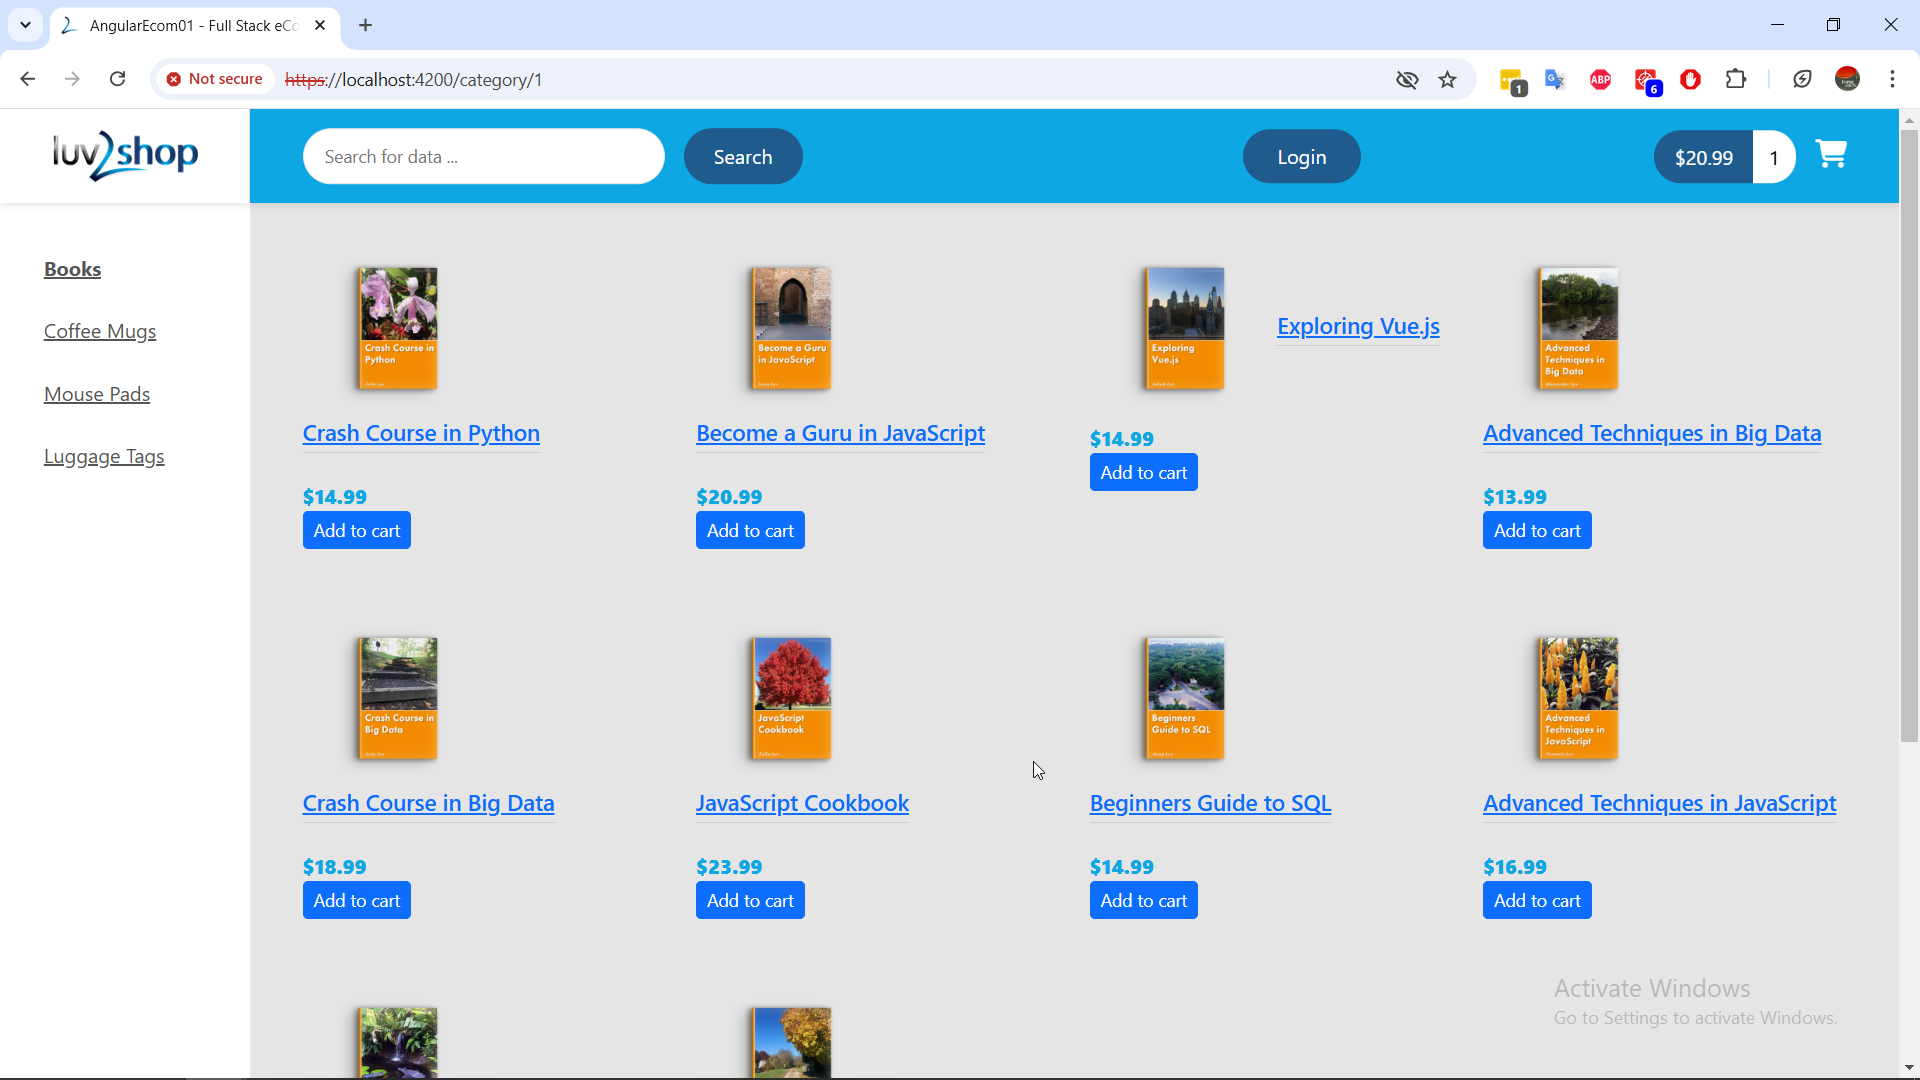 AngularEcom01 - Full Stack eCo
Not secure
https://localhost:4200/category/1
1
ABP
6
luv2shop
Search for data ...
Search
Login
$20.99
1
Books
Coffee Mugs
Mouse Pads
Luggage Tags
Crash Course in
Python
Become a Guru
in JavaScript
Exploring
Vue.js
Advanced
Techniques in
Big Data
Exploring Vue.js
Crash Course in Python
Become a Guru in JavaScript
Advanced Techniques in Big Data
$14.99
Add to cart
$20.99
Add to cart
$14.99
Add to cart
$13.99
Add to cart
Crash Course in
Big Data
JavaScript
Cookbook
Beginners
Guide to SQL
Advanced
Techniques in
JavaScript
Crash Course in Big Data
JavaScript Cookbook
Beginners Guide to SQL
Advanced Techniques in JavaScript
$18.99
Add to cart
$23.99
Add to cart
$14.99
Add to cart
$16.99
Add to cart
Activate Windows
Go to Settings to activate Windows.